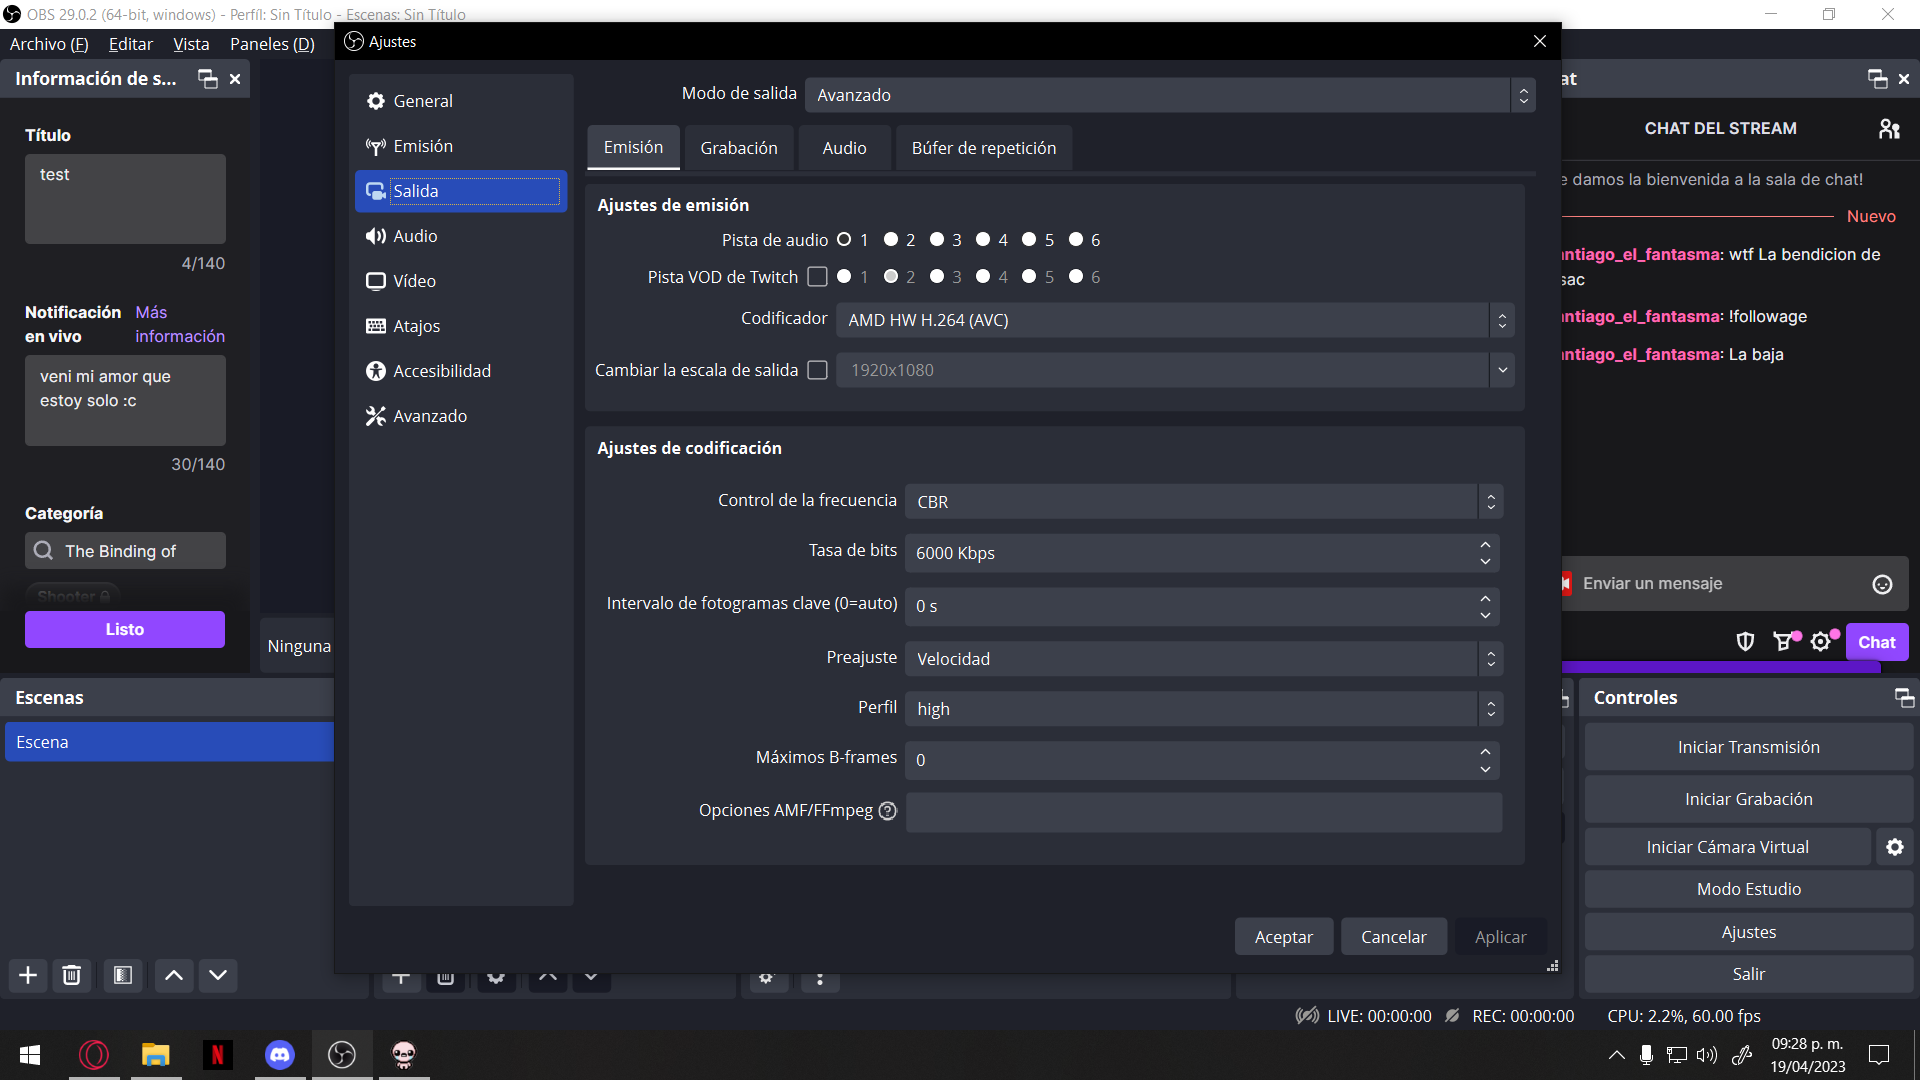 OBS 29.0.2 (64-bit, windows) - Perfíl: Sin Título - Escenas: Sin Título
Archivo (F) Editar Vista Paneles (D)
Información de s...
Título
test
4/140
Notificación
en vivo
Más
información
veni mi amor que
estoy solo :c
30/140
Categoría
The Binding of
Shooter
Listo
Ninguna
Escenas
Escena
Ajustes
General
Emisión
Salida
Audio
Vídeo
Atajos
Accesibilidad
Avanzado
Modo de salida Avanzado
Emisión Grabación Audio Búfer de repetición
Ajustes de emisión
Pista de audio 1 2 3 4 5 6
Pista VOD de Twitch 1 2 3 4 5 6
Codificador AMD HW H.264 (AVC)
Cambiar la escala de salida 1920x1080
Ajustes de codificación
Control de la frecuencia CBR
Tasa de bits 6000 Kbps
Intervalo de fotogramas clave (0=auto) 0 s
Preajuste Velocidad
Perfil high
Máximos B-frames 0
Opciones AMF/FFmpeg ?
Aceptar Cancelar Aplicar
at
CHAT DEL STREAM
e damos la bienvenida a la sala de chat!
Nuevo
ntiago_el_fantasma: wtf La bendicion de
sac
ntiago_el_fantasma: !followage
ntiago_el_fantasma: La baja
Enviar un mensaje
Chat
Controles
Iniciar Transmisión
Iniciar Grabación
Iniciar Cámara Virtual
Modo Estudio
Ajustes
Salir
LIVE: 00:00:00 REC: 00:00:00 CPU: 2.2%, 60.00 fps
N
09:28 p. m.
19/04/2023